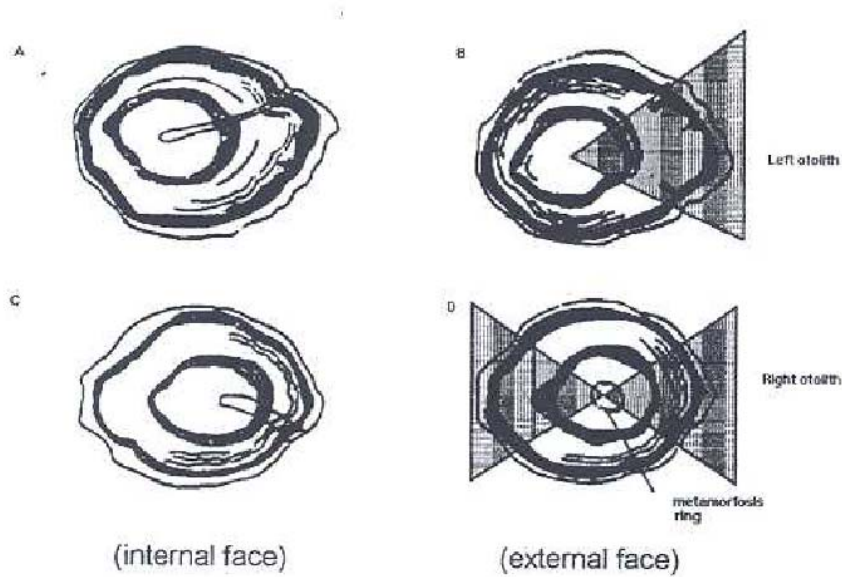 A
B
Left otolith
C
D
Right otolith
metamorfosis
ring
(internal face)
(external face)